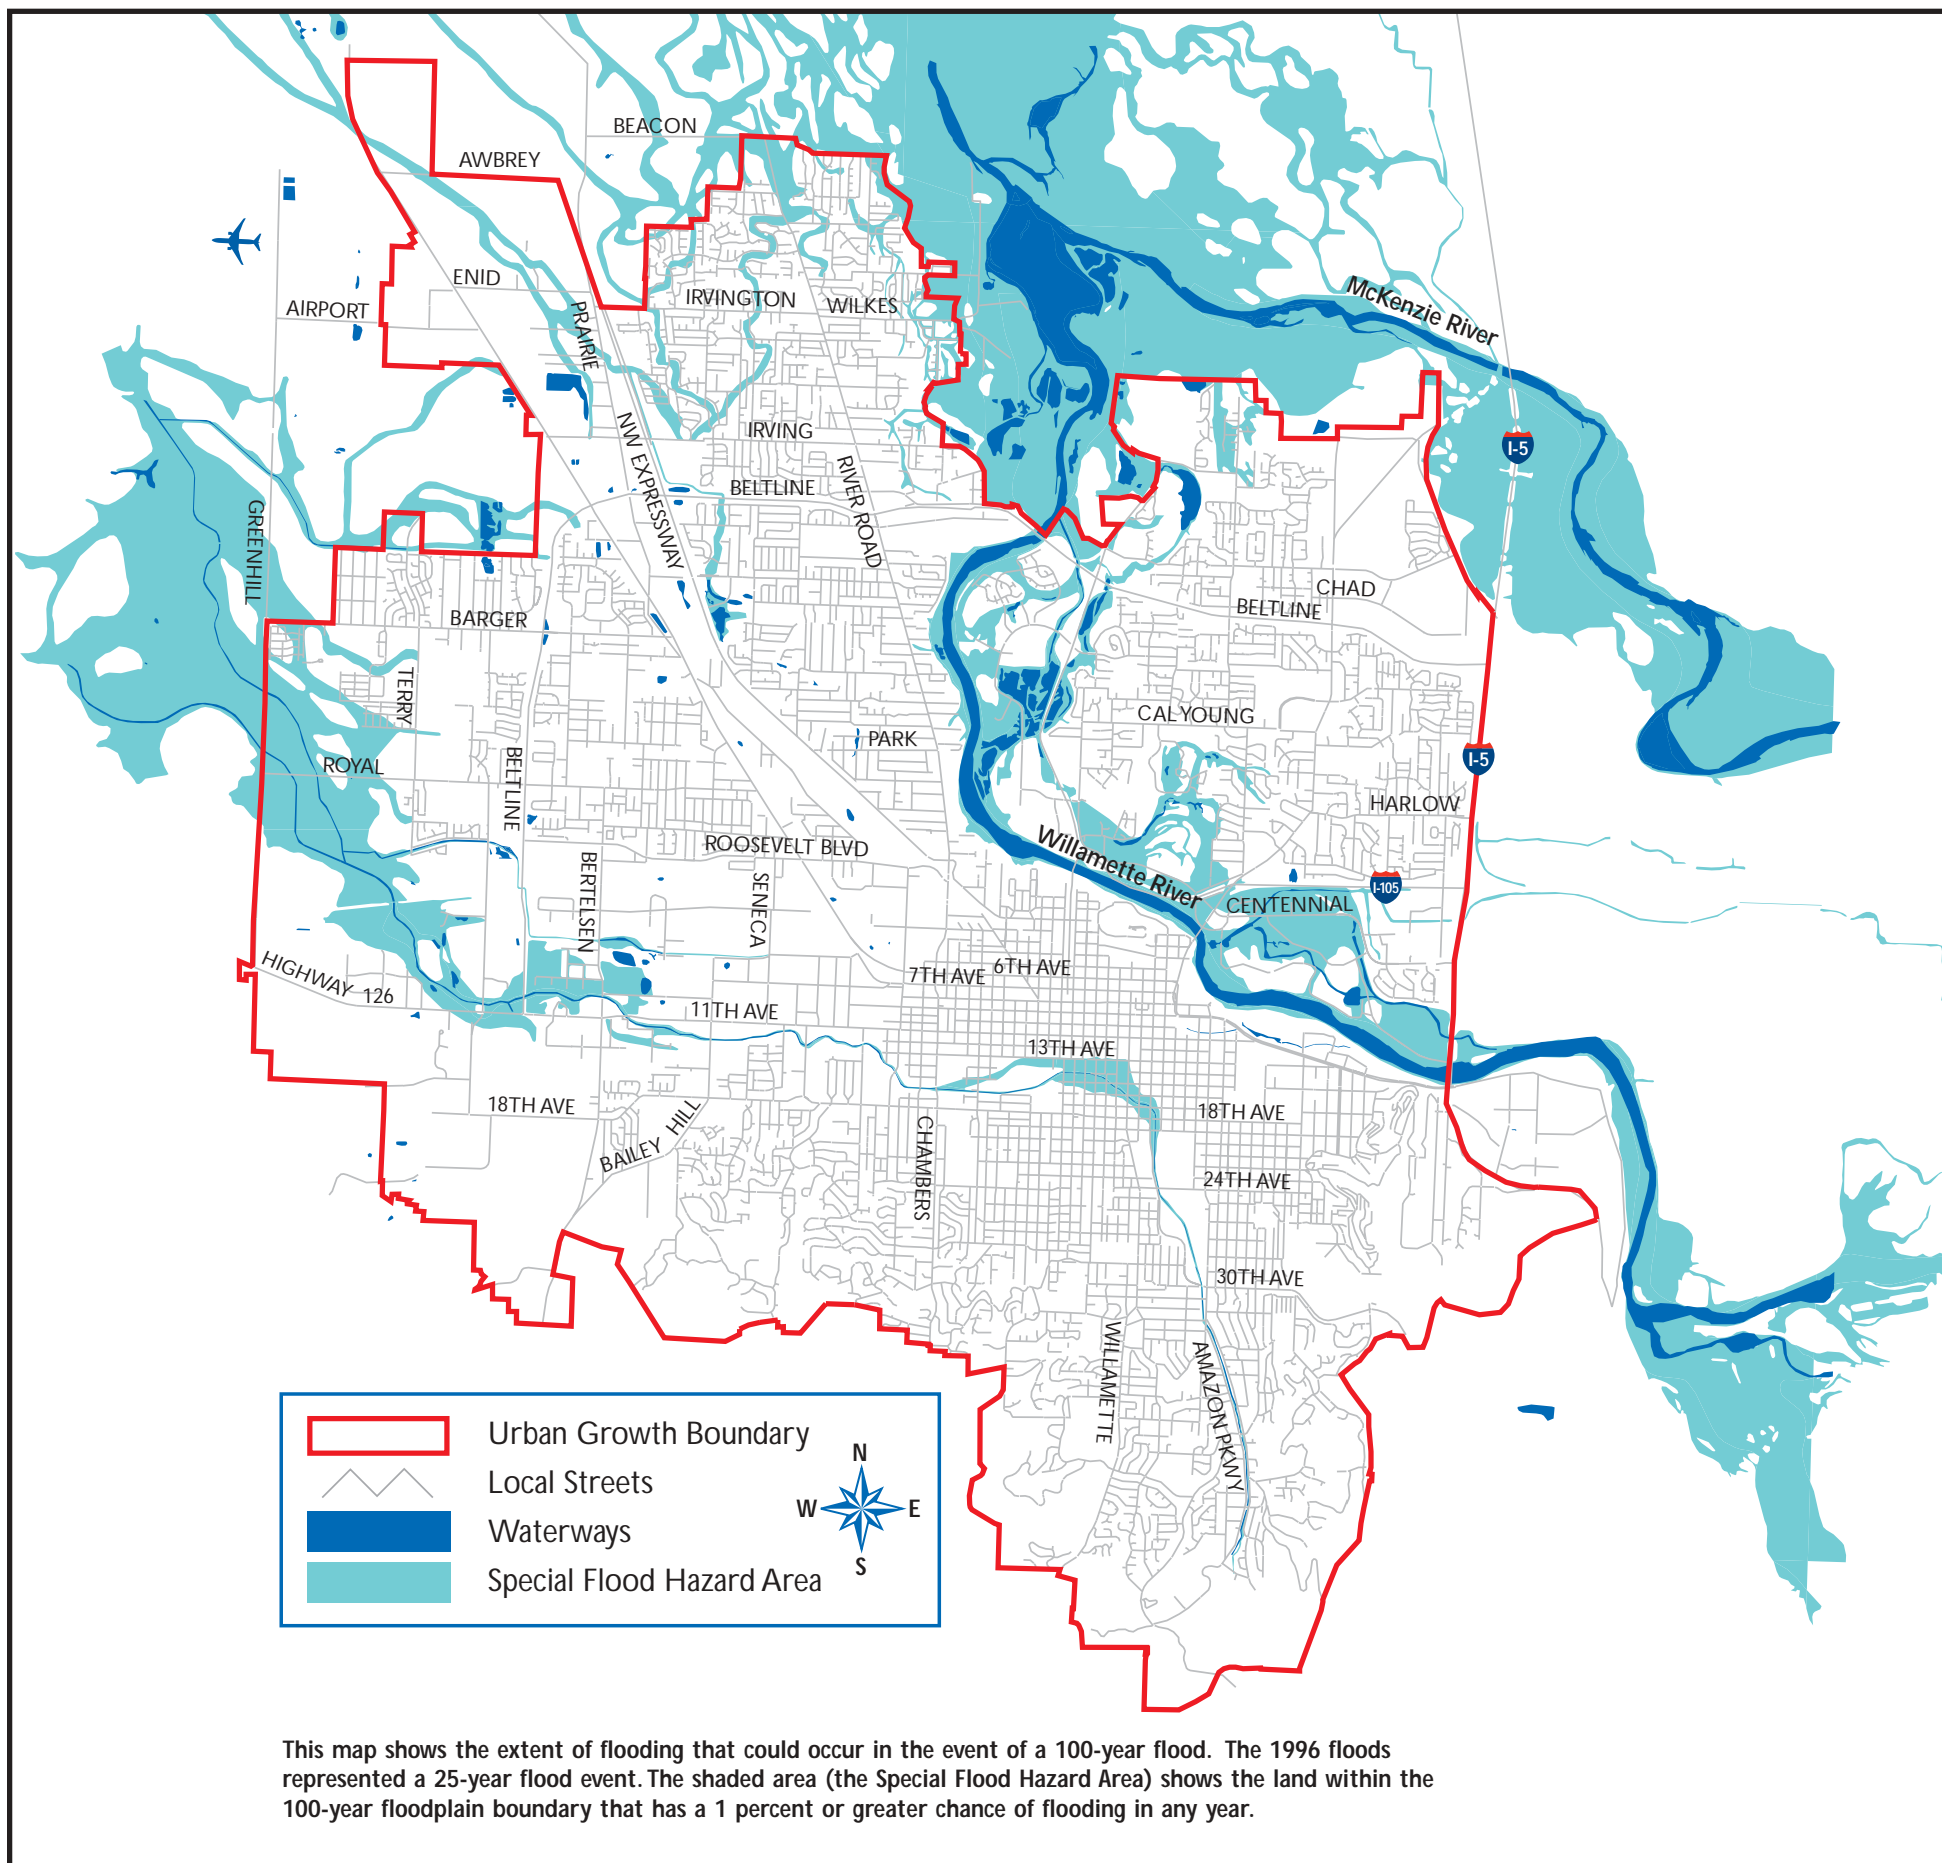 BEACON
AWBREY
ENID
AIRPORT
PRAIRIE
IRVINGTON
WILKES
McKenzie River
I-5
NW EXPRESSWAY
IRVING
RIVER ROAD
BELTLINE
GREENHILL
CHAD
BELTLINE
BARGER
TERRY
CAL YOUNG
PARK
I-5
ROYAL
BELTLINE
HARLOW
ROOSEVELT BLVD
Willamette River
I-105
CENTENNIAL
BERTELSEN
SENECA
HIGHWAY 126
7TH AVE
6TH AVE
11TH AVE
13TH AVE
18TH AVE
BAILEY HILL
CHAMBERS
18TH AVE
24TH AVE
30TH AVE
WILLAMETTE
AMAZON PKWY
Urban Growth Boundary
Local Streets
Waterways
Special Flood Hazard Area
N
W
E
S
This map shows the extent of flooding that could occur in the event of a 100-year flood. The 1996 floods
represented a 25-year flood event. The shaded area (the Special Flood Hazard Area) shows the land within the
100-year floodplain boundary that has a 1 percent or greater chance of flooding in any year.